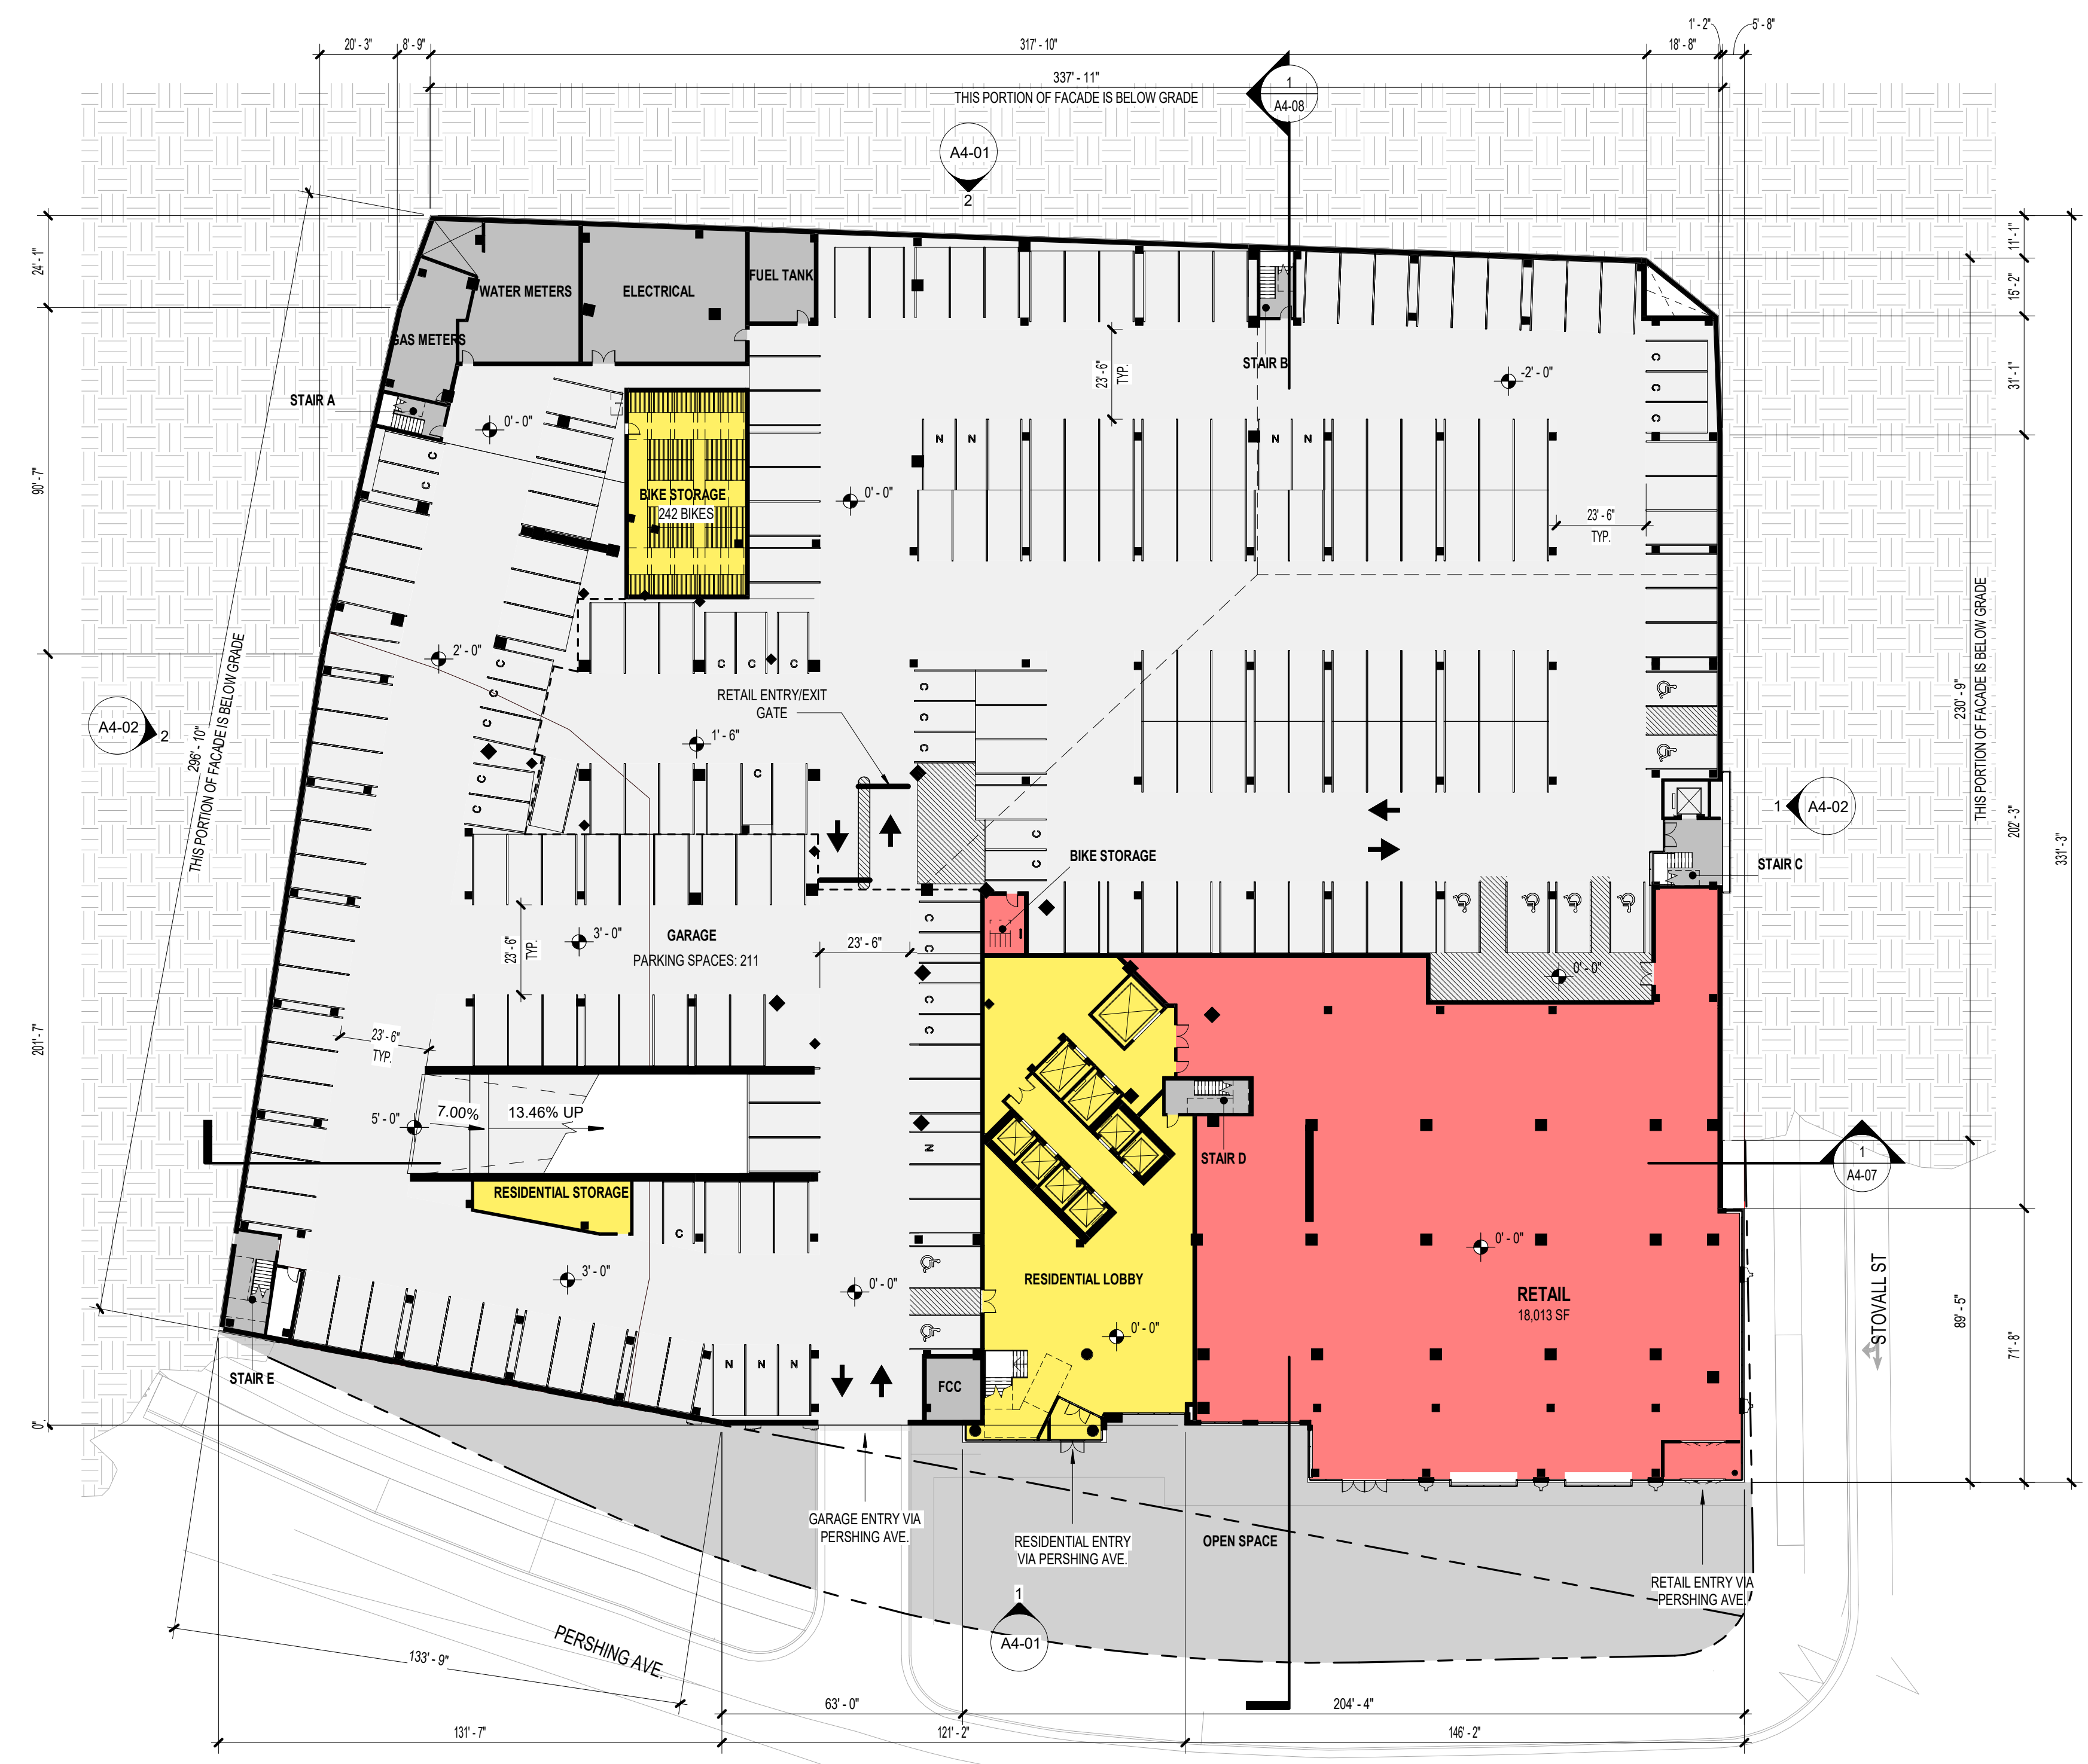 1' - 2"
5' - 8"
20' - 3"
8' - 9"
317' - 10"
18' - 8"
337' - 11"
THIS PORTION OF FACADE IS BELOW GRADE
1
A4-08
A4-01
2
24' - 1"
11' - 1"
15' - 2"
31' - 1"
WATER METERS
ELECTRICAL
FUEL TANK
GAS METERS
STAIR A
STAIR B
-2' - 0"
23' - 6"
TYP.
C
C
C
0' - 0"
N
N
N
N
C
C
90' - 7"
BIKE STORAGE
242 BIKES
0' - 0"
23' - 6"
TYP.
THIS PORTION OF FACADE IS BELOW GRADE
296' - 10"
2' - 0"
C
C
C
C
C
C
C
C
RETAIL ENTRY/EXIT
GATE
C
C
C
A4-02
2
1' - 6"
C
230' - 9"
THIS PORTION OF FACADE IS BELOW GRADE
1
A4-02
202' - 3"
331' - 3"
C
C
BIKE STORAGE
STAIR C
GARAGE
PARKING SPACES: 211
3' - 0"
23' - 6"
TYP.
23' - 6"
C
C
C
C
0' - 0"
201' - 7"
23' - 6"
TYP.
5' - 0"
7.00%
13.46% UP
N
STAIR D
1
A4-07
RESIDENTIAL STORAGE
C
3' - 0"
0' - 0"
RESIDENTIAL LOBBY
0' - 0"
0' - 0"
RETAIL
18,013 SF
STOVALL ST
89' - 5"
71' - 8"
STAIR E
N
N
N
FCC
0"
GARAGE ENTRY VIA
PERSHING AVE.
RESIDENTIAL ENTRY
VIA PERSHING AVE.
OPEN SPACE
RETAIL ENTRY VIA
PERSHING AVE.
1
A4-01
PERSHING AVE.
133' - 9"
63' - 0"
204' - 4"
131' - 7"
121' - 2"
146' - 2"